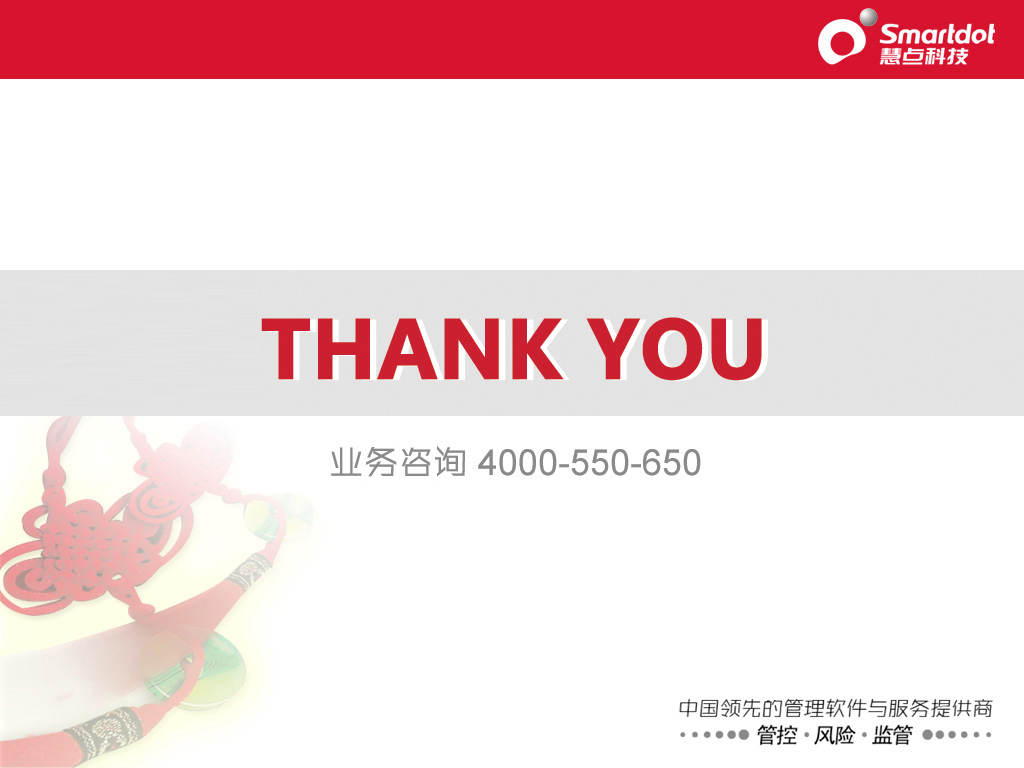 Smartdot
慧点科技
THANK YOU
业务咨询 4000-550-650
中国领先的管理软件与服务提供商
管控·风险·监管